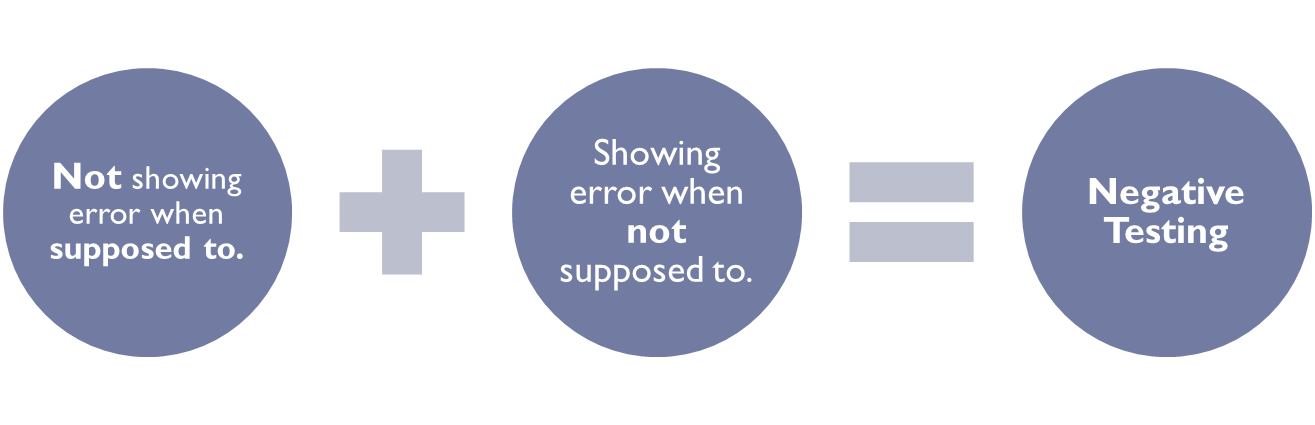 Not showing
error when
supposed to.
Showing
error when
not
supposed to.
Negative
Testing